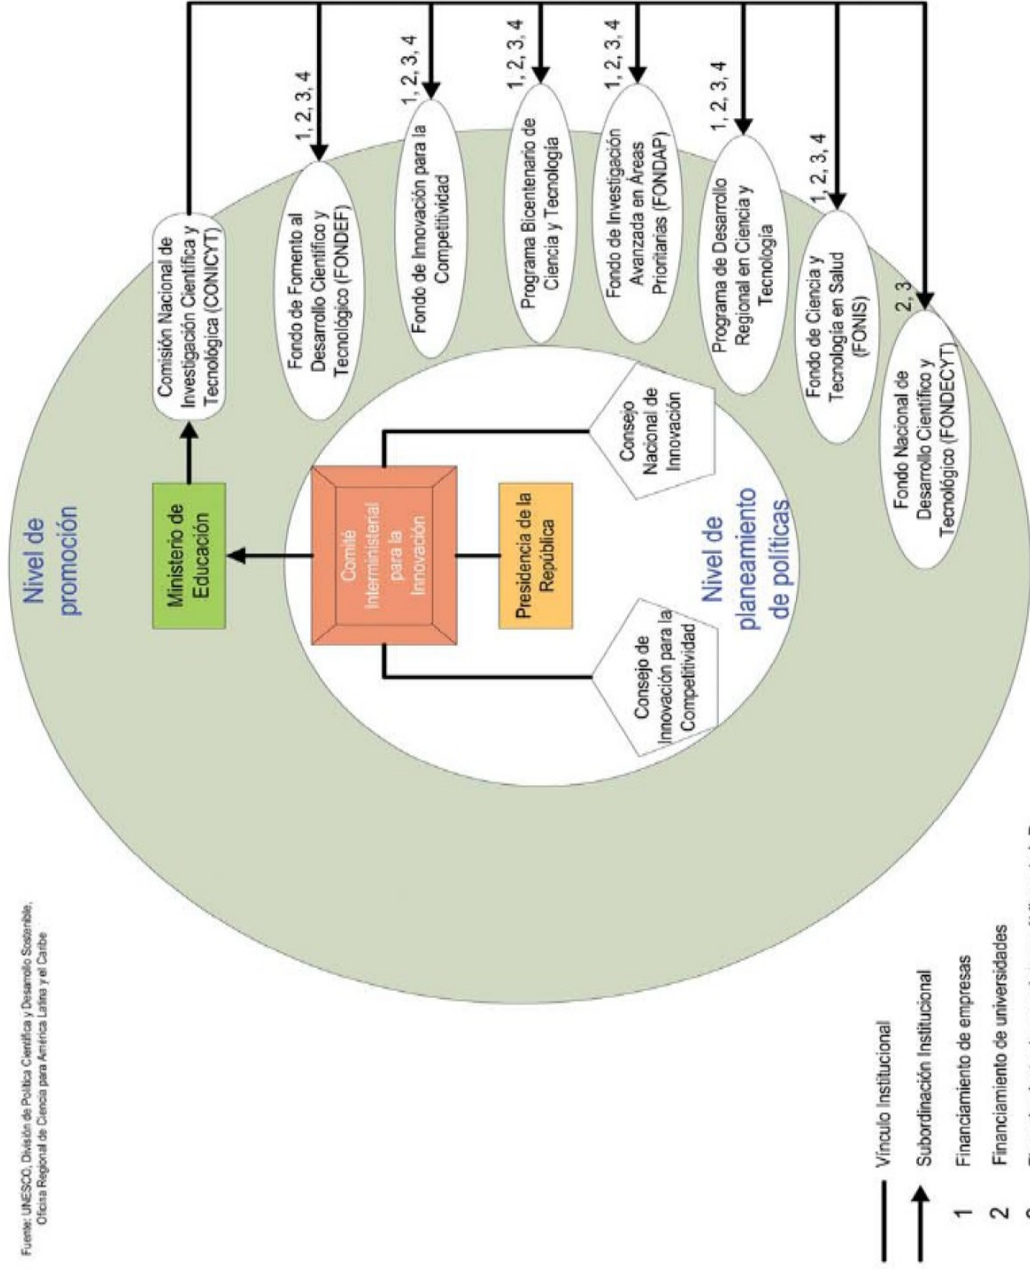 Fuente: UNESCO, División de Política Científica y Desarrollo Sostenible,
Oficina Regional de Ciencia para América Latina y el Caribe
Nivel de
promoción
Ministerio de
Educación
Comisión Nacional de
Investigación Científica y
Tecnológica (CONICYT)
1, 2, 3, 4
Fondo de Fomento al
Desarrollo Científico y
Tecnológico (FONDEF)
1, 2, 3, 4
Fondo de Innovación para la
Competitividad
1, 2, 3, 4
Programa Bicentenario de
Ciencia y Tecnología
1, 2, 3, 4
Fondo de Investigación
Avanzada en Áreas
Prioritarias (FONDAP)
1, 2, 3, 4
Programa de Desarrollo
Regional en Ciencia y
Tecnología
1, 2, 3, 4
Fondo de Ciencia y
Tecnología en Salud
(FONIS)
2, 3
Fondo Nacional de
Desarrollo Científico y
Tecnológico (FONDECYT)
Comité
Interministerial
para la
Innovación
Presidencia de la
República
Consejo de
Innovación para la
Competitividad
Consejo
Nacional de
Innovación
Nivel de
planeamiento
de políticas
Vínculo Institucional
Subordinación Institucional
1 Financiamiento de empresas
2 Financiamiento de universidades